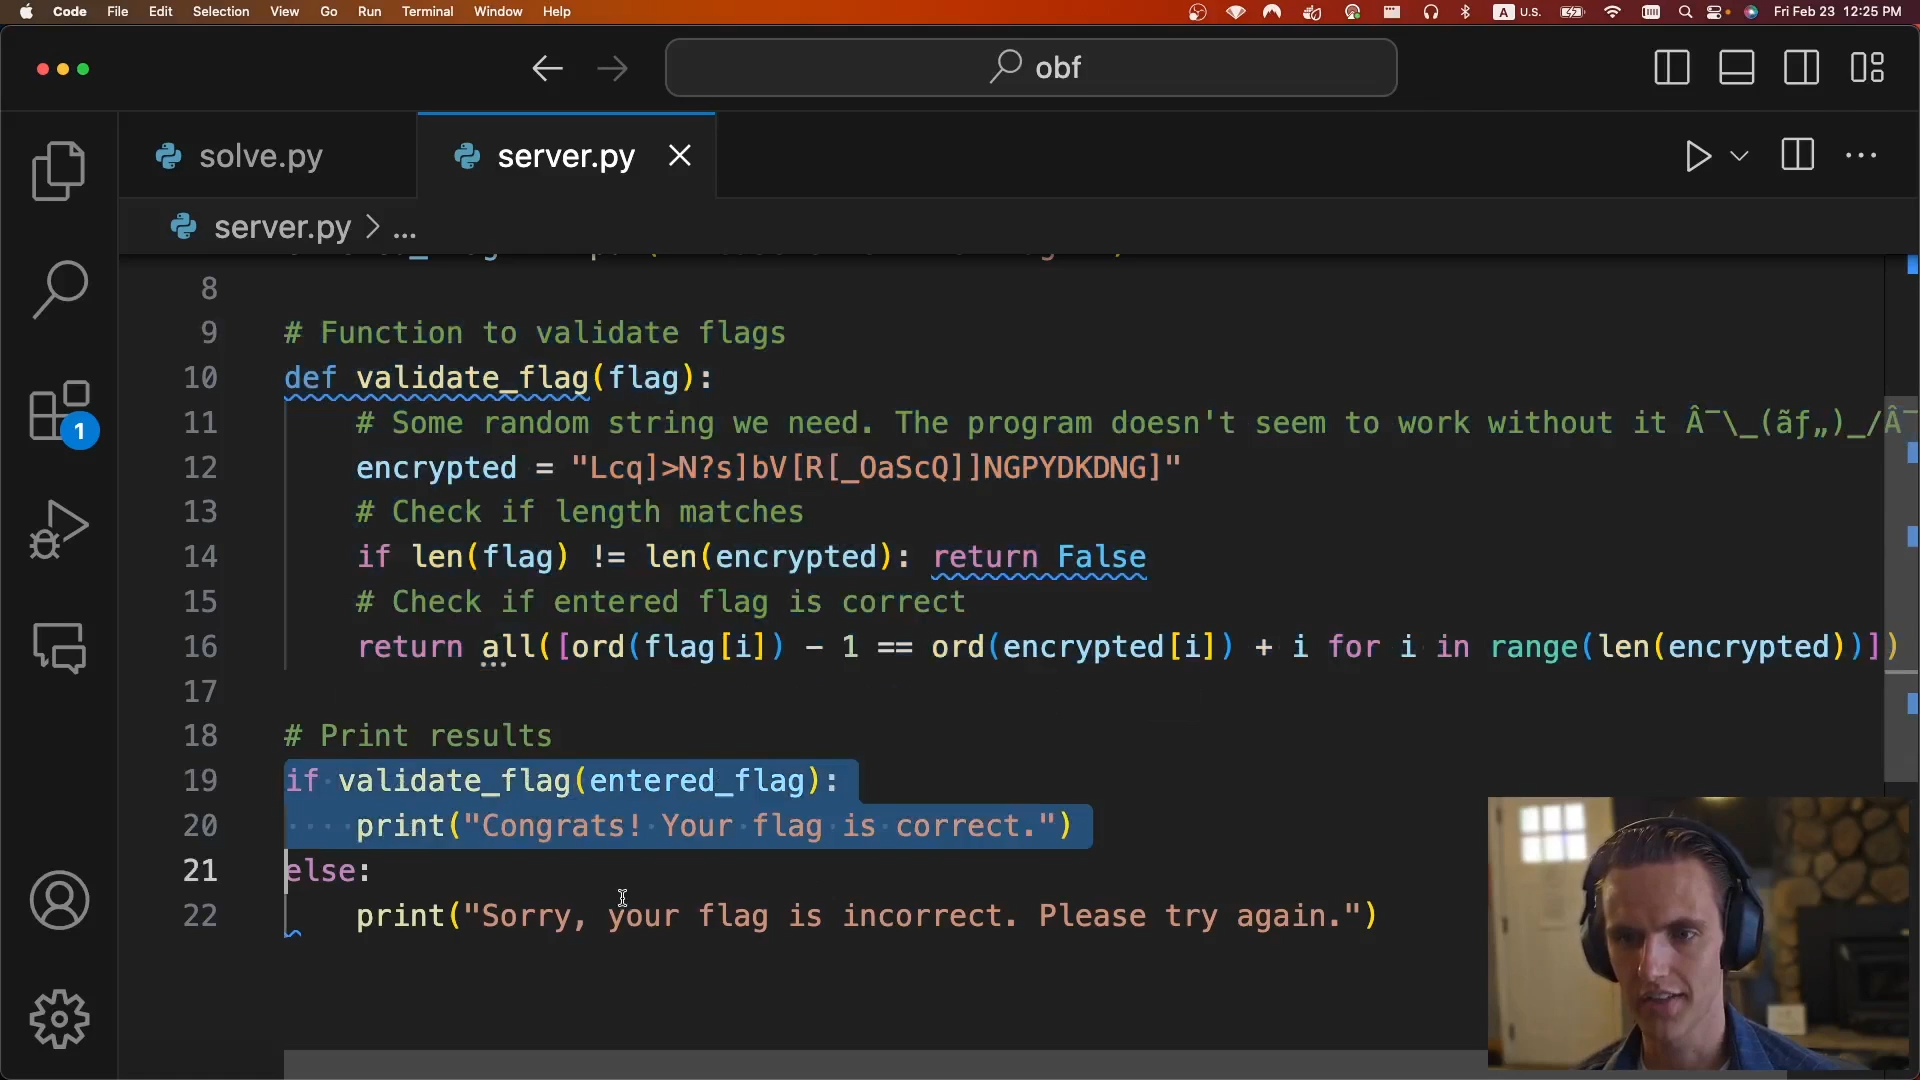 Code File Edit Selection View Go Run Terminal Window Help A U.S. Fri Feb 23 12:25 PM
obf
solve.py server.py
server.py > ...
8
9 # Function to validate flags
10 def validate_flag(flag):
11 # Some random string we need. The program doesn't seem to work without it Â¯\_(ãƒ„)_/Â¯
12 encrypted = "Lcq]>N?s]bV[R[_OaScQ]]NGPYDKDNG]"
13 # Check if length matches
14 if len(flag) != len(encrypted): return False
15 # Check if entered flag is correct
16 return all([ord(flag[i]) - 1 == ord(encrypted[i]) + i for i in range(len(encrypted))])
17
18 # Print results
19 if validate_flag(entered_flag):
20 print("Congrats! Your flag is correct.")
21 else:
22 print("Sorry, your flag is incorrect. Please try again.")
1